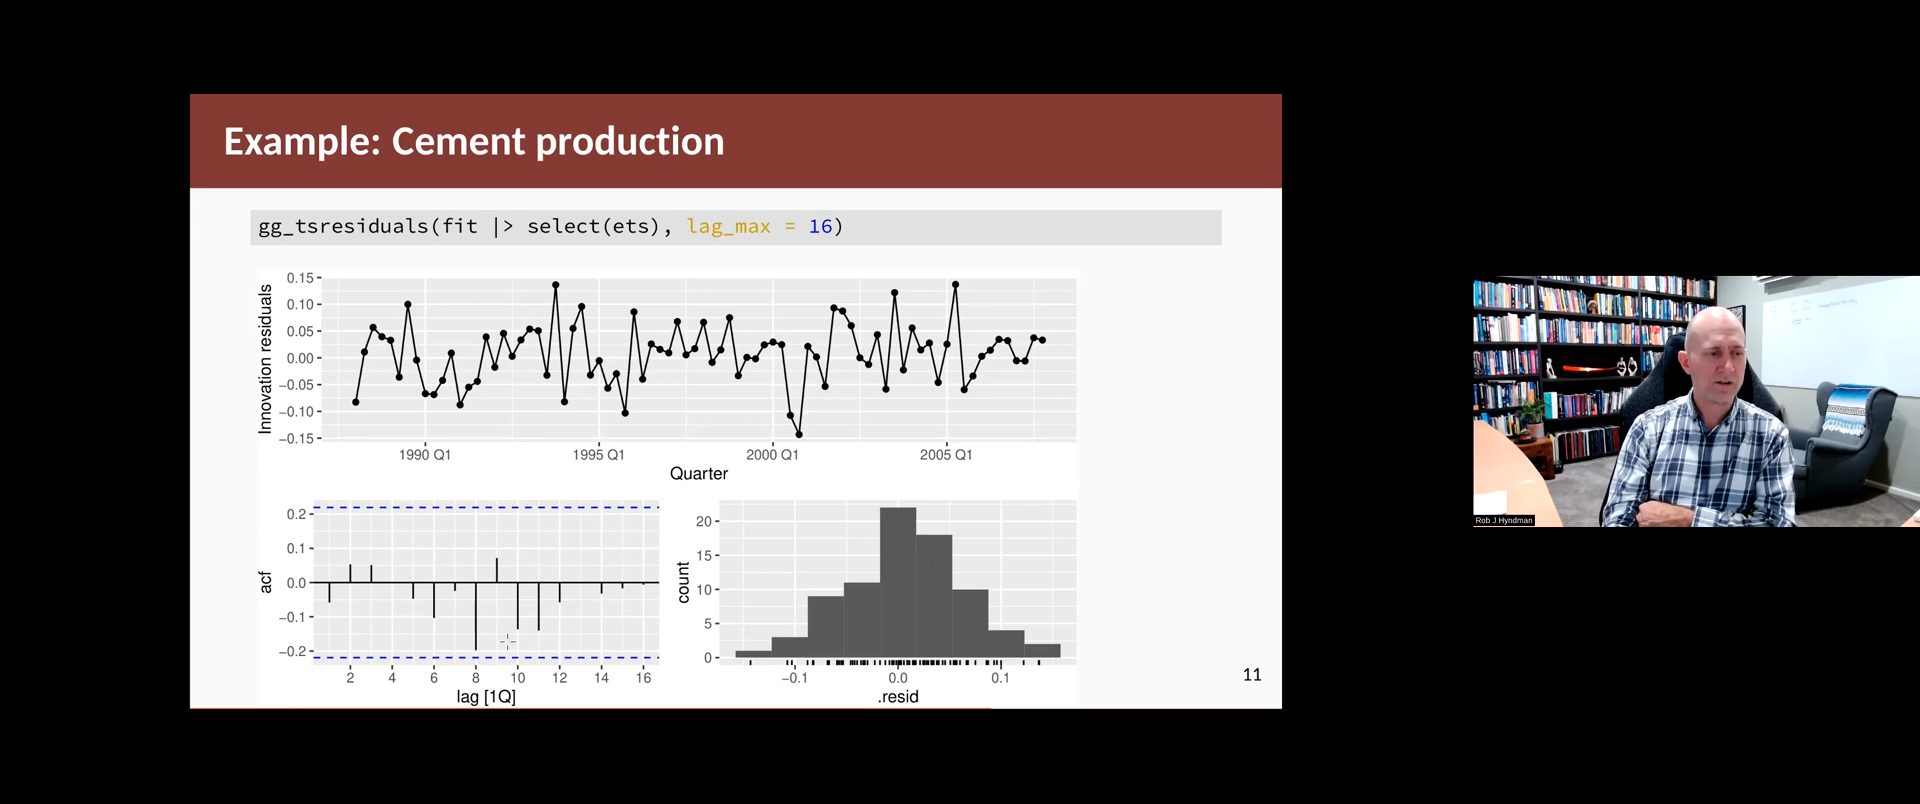 Example: Cement production
gg_tsresiduals(fit |> select(ets), lag_max = 16)
Innovation residuals
0.15
0.10
0.05
0.00
−0.05
−0.10
−0.15
1990 Q1 1995 Q1 2000 Q1 2005 Q1
Quarter
acf
0.2
0.1
0.0
−0.1
−0.2
2 4 6 8 10 12 14 16
lag [1Q]
count
20
15
10
5
0
−0.1 0.0 0.1
.resid
11
Rob J Hyndman